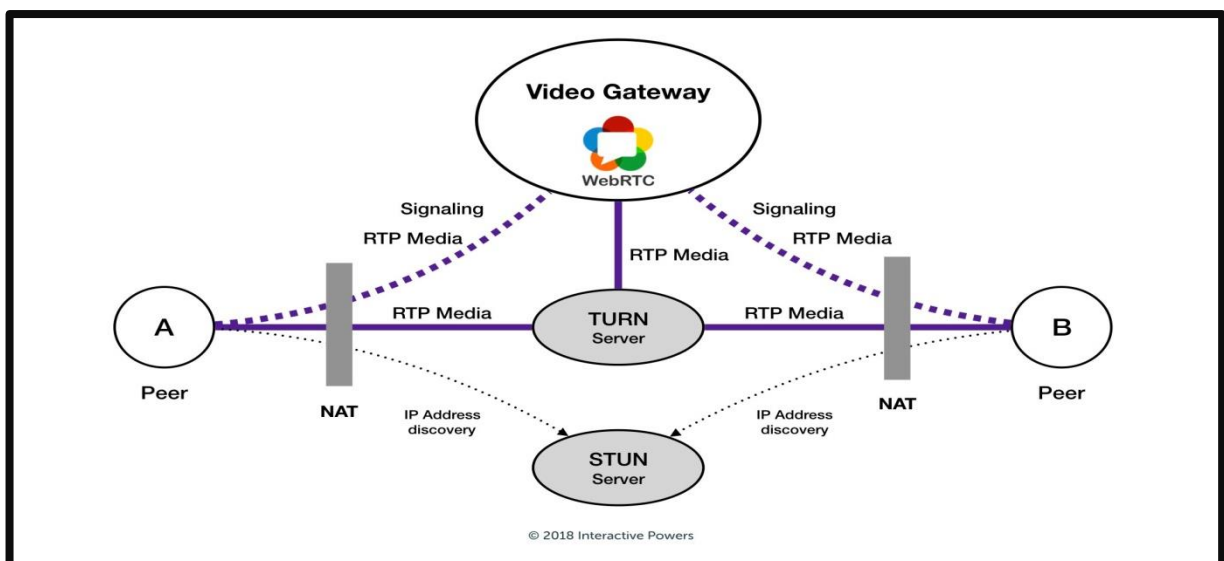 Video Gateway
WebRTC
Signaling
RTP Media
Signaling
RTP Media
RTP Media
A
Peer
NAT
RTP Media
TURN
Server
RTP Media
NAT
B
Peer
IP Address
discovery
IP Address
discovery
STUN
Server
© 2018 Interactive Powers